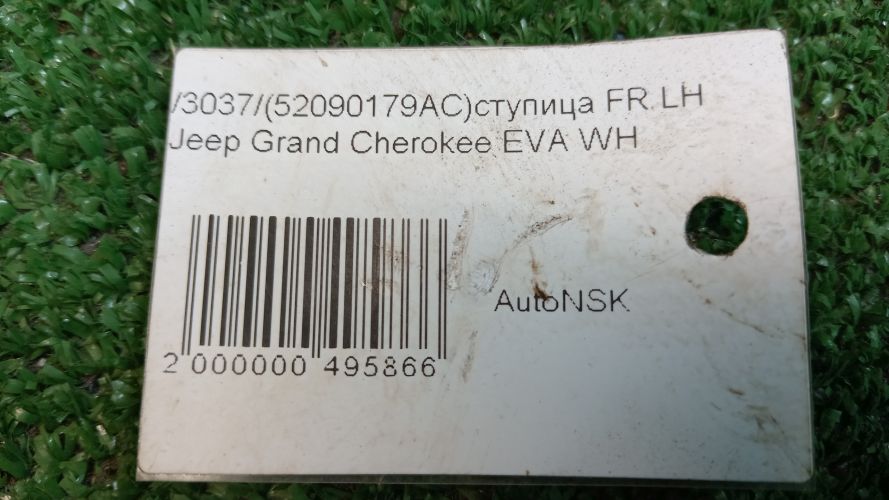 /3037/(52090179AC)ступица FR LH
Jeep Grand Cherokee EVA WH
AutoNSK
2 000000 495866